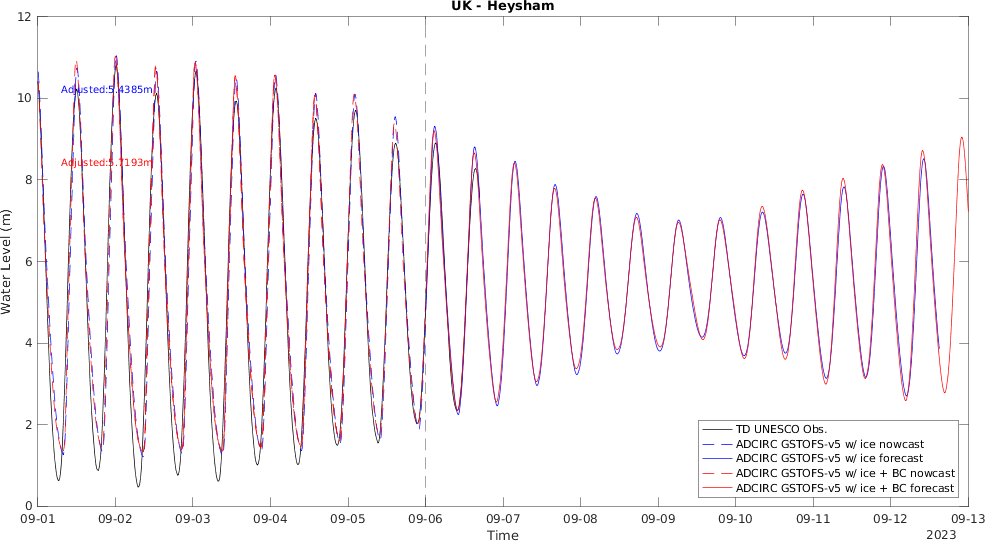 UK - Heysham
12
10
8
6
4
2
0
Water Level (m)
Adjusted:5.4385m
Adjusted:5.7193m
TD UNESCO Obs.
ADCIRC GSTOFS-v5 w/ ice nowcast
ADCIRC GSTOFS-v5 w/ ice forecast
ADCIRC GSTOFS-v5 w/ ice + BC nowcast
ADCIRC GSTOFS-v5 w/ ice + BC forecast
09-01 09-02 09-03 09-04 09-05 09-06 09-07 09-08 09-09 09-10 09-11 09-12 09-13
Time
2023